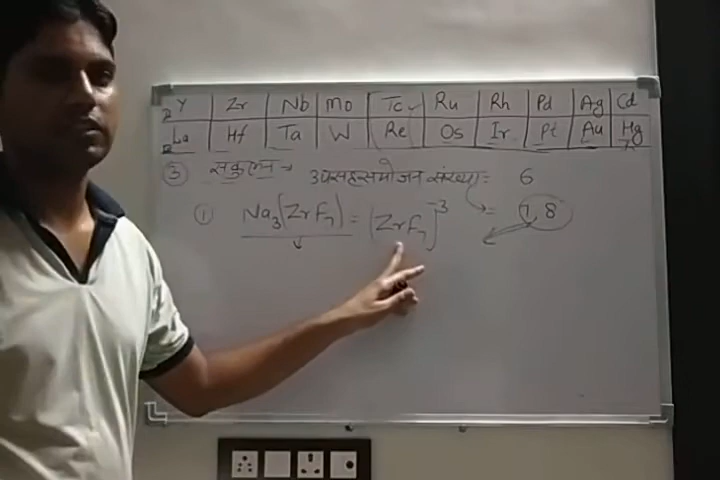 Y Zr Nb Mo Tc Ru Rh Pd Ag Cd
La Hf Ta W Re Os Ir Pt Au Hg
③ संकुलन → उपसहसंयोजन संख्या = 6
① Na₃(ZrF₇) = (ZrF₇)⁻³ = 7, 8